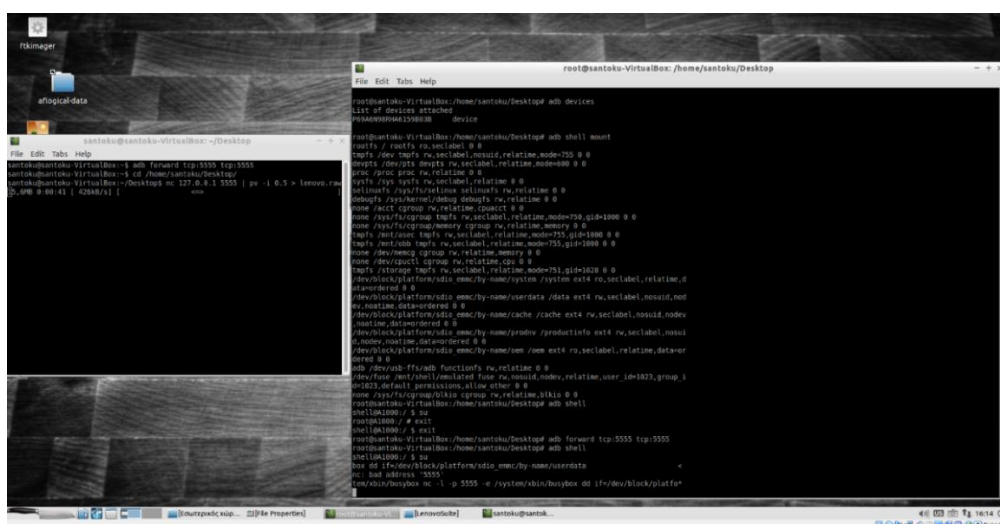 ftkimager
aflogical-data
santoku@santoku-VirtualBox: ~/Desktop
File Edit Tabs Help
santoku@santoku-VirtualBox:~$ adb forward tcp:5555 tcp:5555
santoku@santoku-VirtualBox:~$ cd /home/santoku/Desktop/
santoku@santoku-VirtualBox:~/Desktop$ nc 127.0.0.1 5555 | pv -i 0.5 > lenovo.raw
5,6MB 0:00:41 [ 426kB/s] [ <=> ]
root@santoku-VirtualBox: /home/santoku/Desktop
File Edit Tabs Help
root@santoku-VirtualBox:/home/santoku/Desktop# adb devices
List of devices attached
device
root@santoku-VirtualBox:/home/santoku/Desktop# adb shell mount
rootfs / rootfs ro,seclabel 0 0
tmpfs /dev tmpfs rw,seclabel,nosuid,relatime,mode=755 0 0
devpts /dev/pts devpts rw,seclabel,relatime,mode=600 0 0
proc /proc proc rw,relatime 0 0
sysfs /sys sysfs rw,seclabel,relatime 0 0
selinuxfs /sys/fs/selinux selinuxfs rw,relatime 0 0
debugfs /sys/kernel/debug debugfs rw,relatime 0 0
none /acct cgroup rw,relatime,cpuacct 0 0
none /sys/fs/cgroup tmpfs rw,seclabel,relatime,mode=750,gid=1000 0 0
none /sys/fs/cgroup/memory cgroup rw,relatime,memory 0 0
tmpfs /mnt/asec tmpfs rw,seclabel,relatime,mode=755,gid=1000 0 0
tmpfs /mnt/obb tmpfs rw,seclabel,relatime,mode=755,gid=1000 0 0
none /dev/memcg cgroup rw,relatime,memory 0 0
none /dev/cpuctl cgroup rw,relatime,cpu 0 0
tmpfs /storage tmpfs rw,seclabel,relatime,mode=751,gid=1028 0 0
/dev/block/platform/sdio_emmc/by-name/system /system ext4 ro,seclabel,relatime,d
ata=ordered 0 0
/dev/block/platform/sdio_emmc/by-name/userdata /data ext4 rw,seclabel,nosuid,nod
ev,noatime,data=ordered 0 0
/dev/block/platform/sdio_emmc/by-name/cache /cache ext4 rw,seclabel,nosuid,nodev
,noatime,data=ordered 0 0
/dev/block/platform/sdio_emmc/by-name/prodnv /productinfo ext4 rw,seclabel,nosui
d,nodev,noatime,data=ordered 0 0
/dev/block/platform/sdio_emmc/by-name/oem /oem ext4 ro,seclabel,relatime,data=or
dered 0 0
adb /dev/usb-ffs/adb functionfs rw,relatime 0 0
/dev/fuse /mnt/shell/emulated fuse rw,nosuid,nodev,relatime,user_id=1023,group_i
d=1023,default_permissions,allow_other 0 0
none /sys/fs/cgroup/blkio cgroup rw,relatime,blkio 0 0
root@santoku-VirtualBox:/home/santoku/Desktop# adb shell
shell@A1000:/ $ su
root@A1000:/ # exit
shell@A1000:/ $ exit
root@santoku-VirtualBox:/home/santoku/Desktop# adb forward tcp:5555 tcp:5555
root@santoku-VirtualBox:/home/santoku/Desktop# adb shell
shell@A1000:/ $ su
box dd if=/dev/block/platform/sdio_emmc/by-name/userdata <
nc: bad address '5555'
tem/xbin/busybox nc -l -p 5555 -e /system/xbin/busybox dd if=/dev/block/platfo*
[File Properties]
[LenovoSuite]
santoku@santok...
16:14